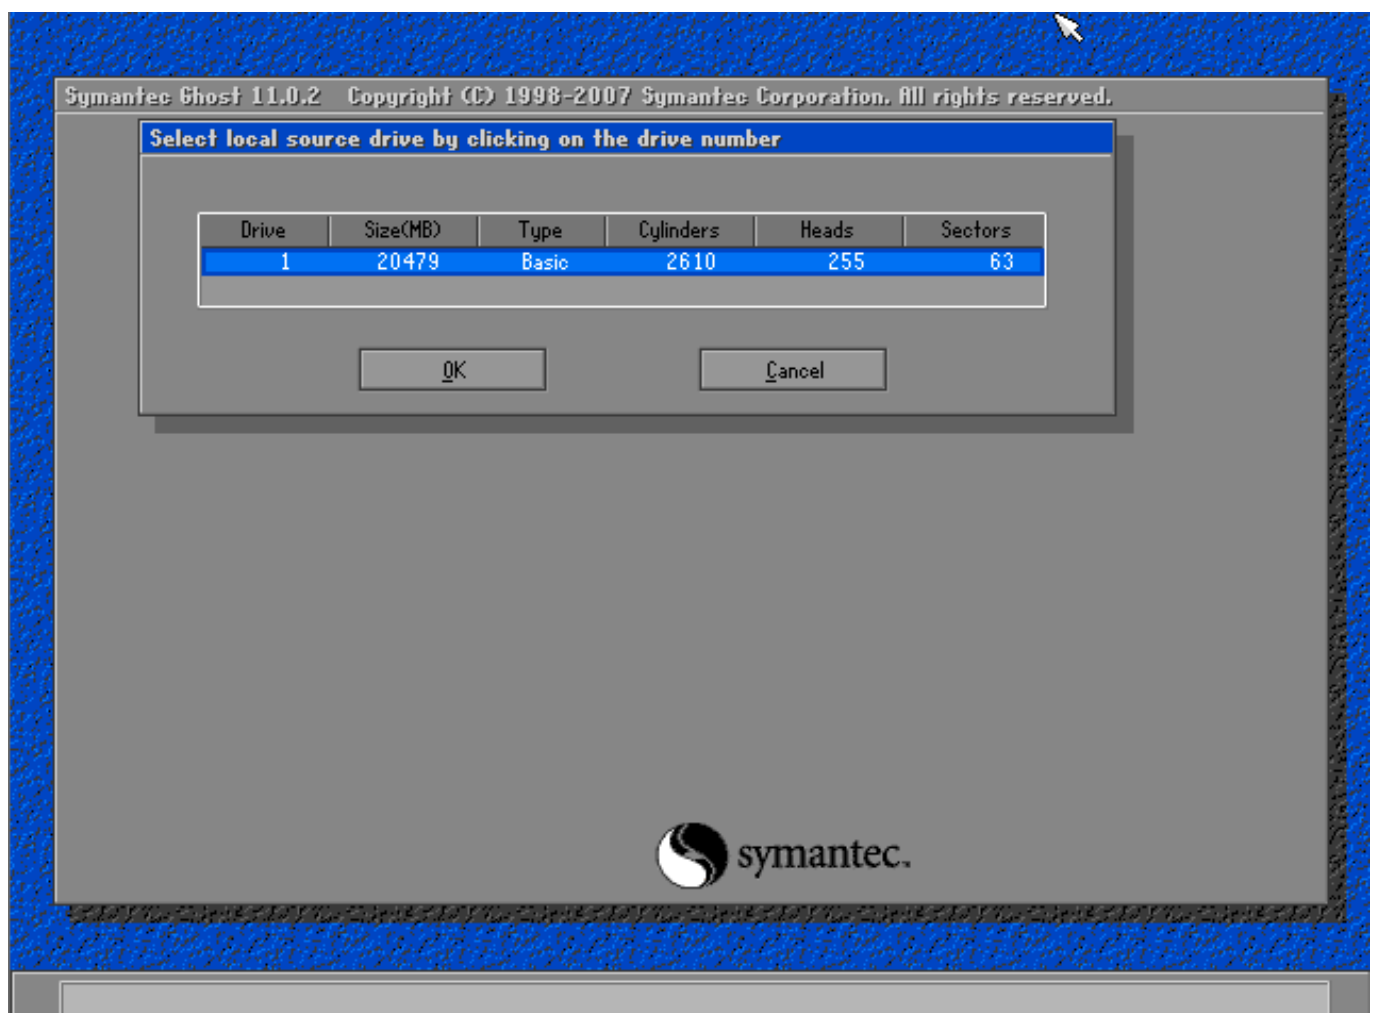 Symantec Ghost 11.0.2 Copyright (C) 1998-2007 Symantec Corporation. All rights reserved.
Select local source drive by clicking on the drive number
Drive Size(MB) Type Cylinders Heads Sectors
1 20479 Basic 2610 255 63
OK Cancel
symantec.